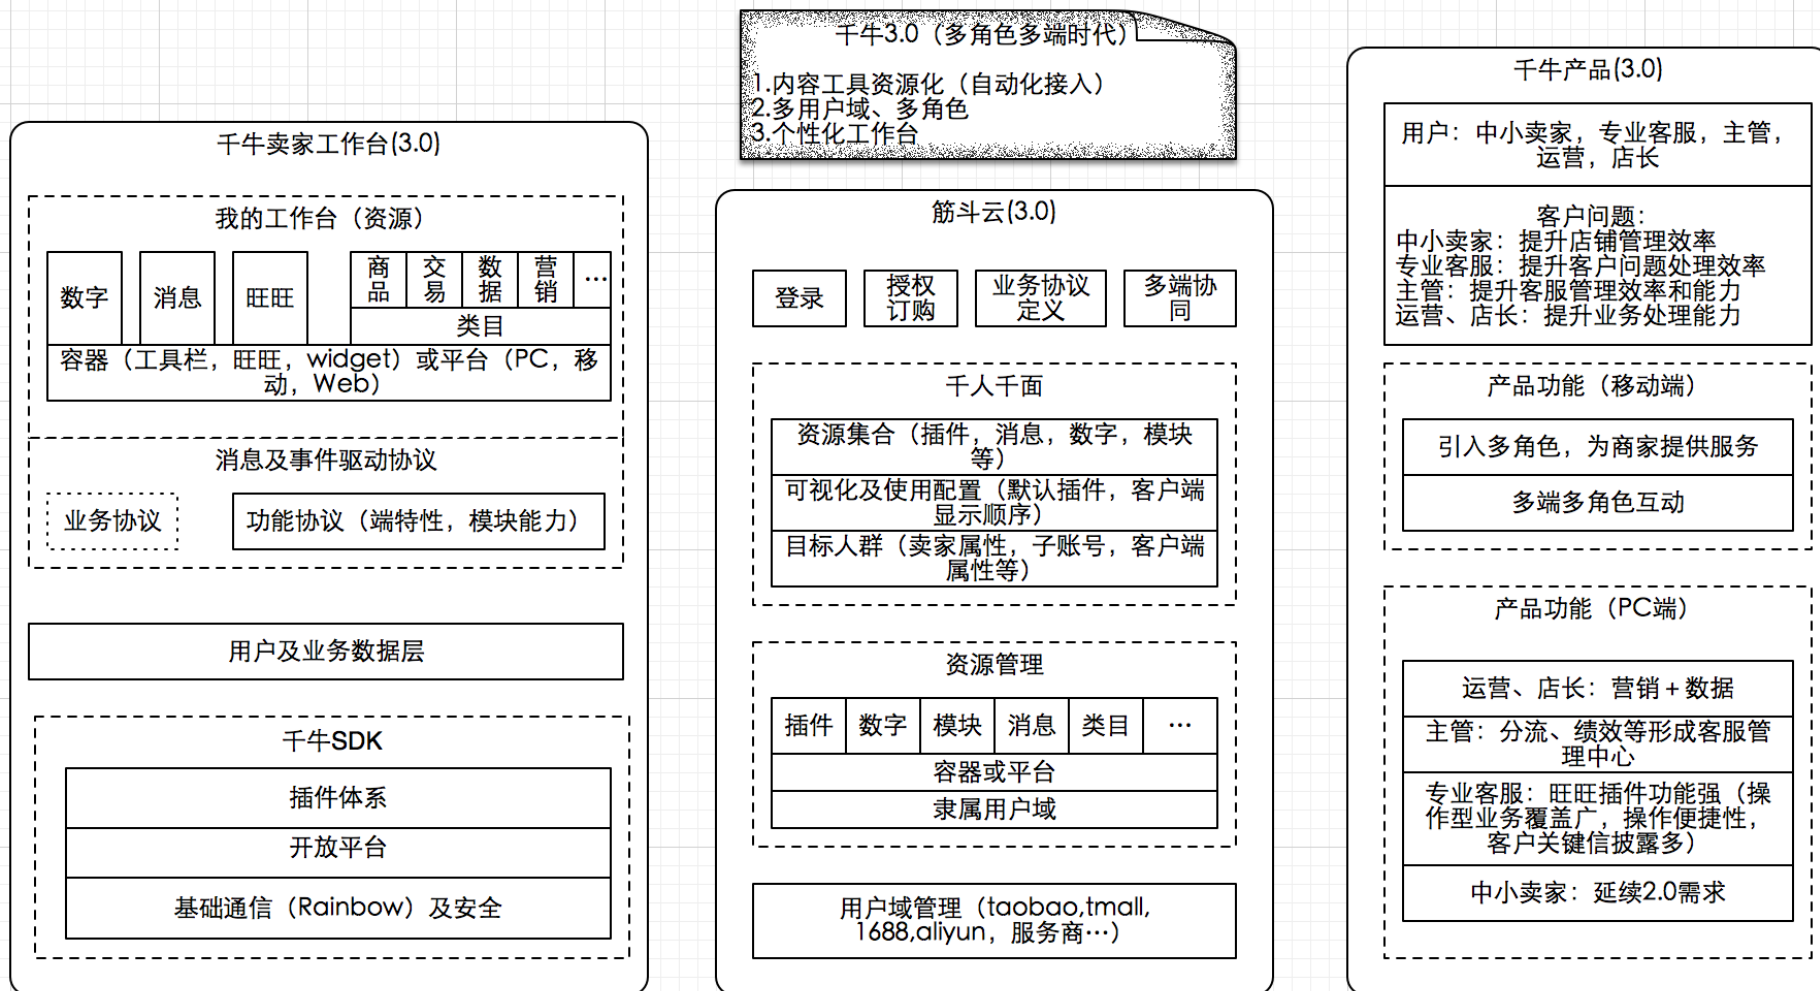 千牛3.0（多角色多端时代）
1.内容工具资源化（自动化接入）
2.多用户域、多角色
3.个性化工作台
千牛卖家工作台(3.0)
我的工作台（资源）
数字
消息
旺旺
商
品
交
易
数
据
营
销
…
类目
容器（工具栏，旺旺，widget）或平台（PC，移
动，Web）
消息及事件驱动协议
业务协议
功能协议（端特性，模块能力）
用户及业务数据层
千牛SDK
插件体系
开放平台
基础通信（Rainbow）及安全
筋斗云(3.0)
登录
授权
订购
业务协议
定义
多端协
同
千人千面
资源集合（插件，消息，数字，模块
等）
可视化及使用配置（默认插件，客户端
显示顺序）
目标人群（卖家属性，子账号，客户端
属性等）
资源管理
插件
数字
模块
消息
类目
…
容器或平台
隶属用户域
用户域管理（taobao,tmall,
1688,aliyun，服务商…）
千牛产品(3.0)
用户：中小卖家，专业客服，主管，
运营，店长
客户问题：
中小卖家：提升店铺管理效率
专业客服：提升客户问题处理效率
主管：提升客服管理效率和能力
运营、店长：提升业务处理能力
产品功能（移动端）
引入多角色，为商家提供服务
多端多角色互动
产品功能（PC端）
运营、店长：营销＋数据
主管：分流、绩效等形成客服管
理中心
专业客服：旺旺插件功能强（操
作型业务覆盖广，操作便捷性，
客户关键信披露多）
中小卖家：延续2.0需求